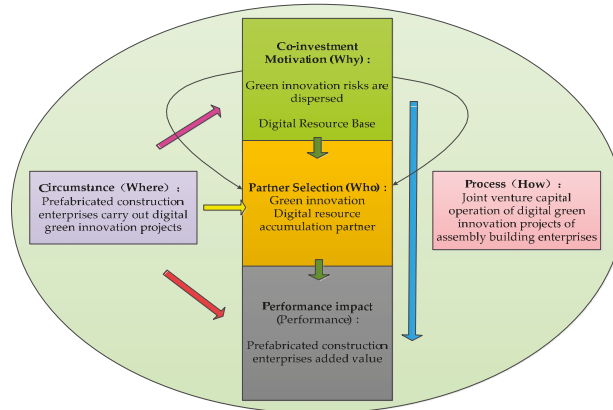 Co-investment
Motivation (Why) :
Green innovation risks are
dispersed
Digital Resource Base
Circumstunce（Where）:
Prefabricated construction
enterprises carry out digital
green innovation projects
Partner Selection (Who) :
Green innovation
Digital resource
accumulation partner
Process（How）:
Joint venture capital
operation of digital green
innovation projects of
assembly building enterprises
Performance impact
(Performance) :
Prefabricated construction
enterprises added value